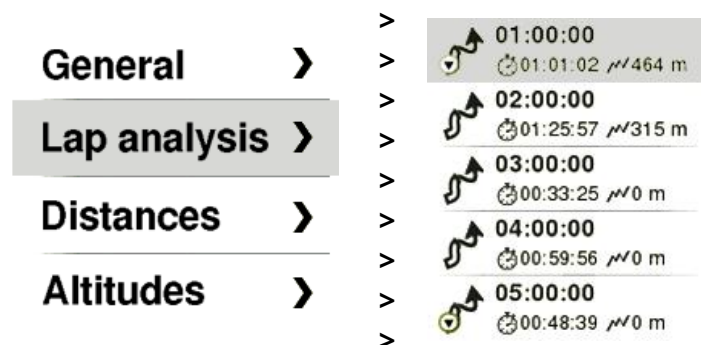 General
Lap analysis
Distances
Altitudes
>
>
>
>
>
>
>
>
>
01:00:00
01:01:02 464 m
02:00:00
01:25:57 315 m
03:00:00
00:33:25 0 m
04:00:00
00:59:56 0 m
05:00:00
00:48:39 0 m